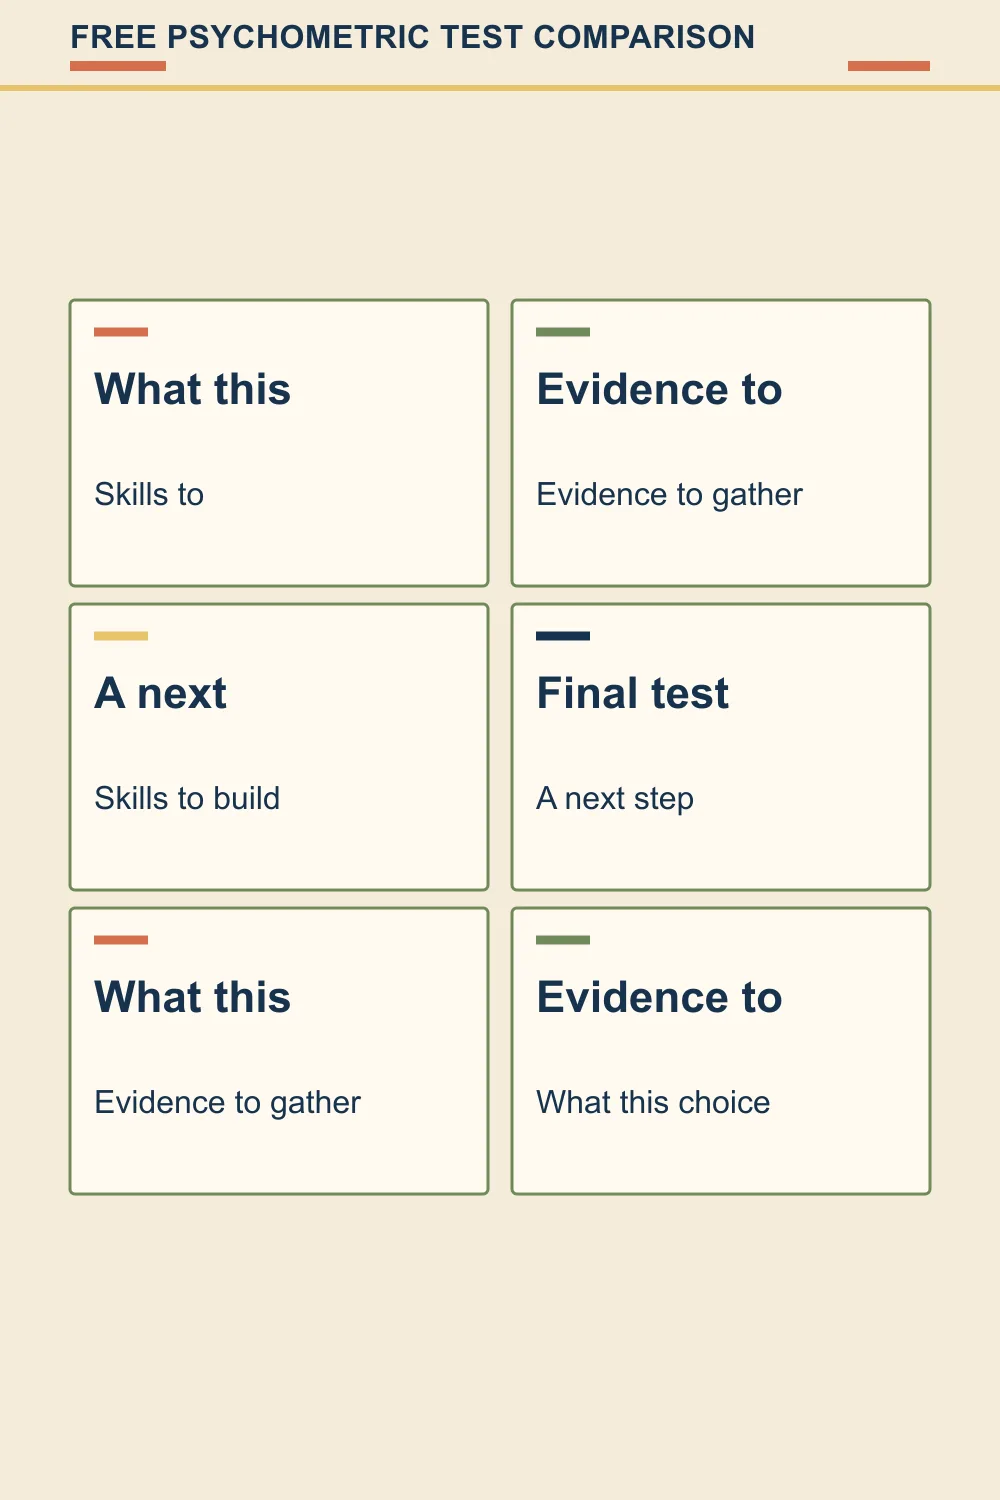 FREE PSYCHOMETRIC TEST COMPARISON
What this
Skills to
Evidence to
Evidence to gather
A next
Skills to build
Final test
A next step
What this
Evidence to gather
Evidence to
What this choice